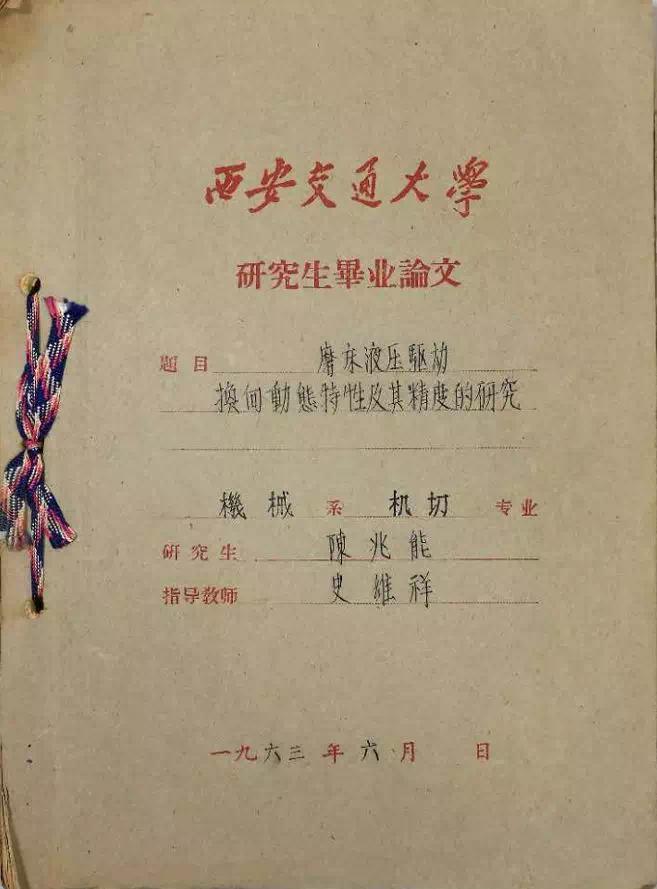 西安交通大學
研究生畢业論文
题目 磨床液压驱动
換向動態特性及其精度的研究
機械 系 机切 专业
研究生 陳兆能
指导教师 史維祥
一九六三年六月 日